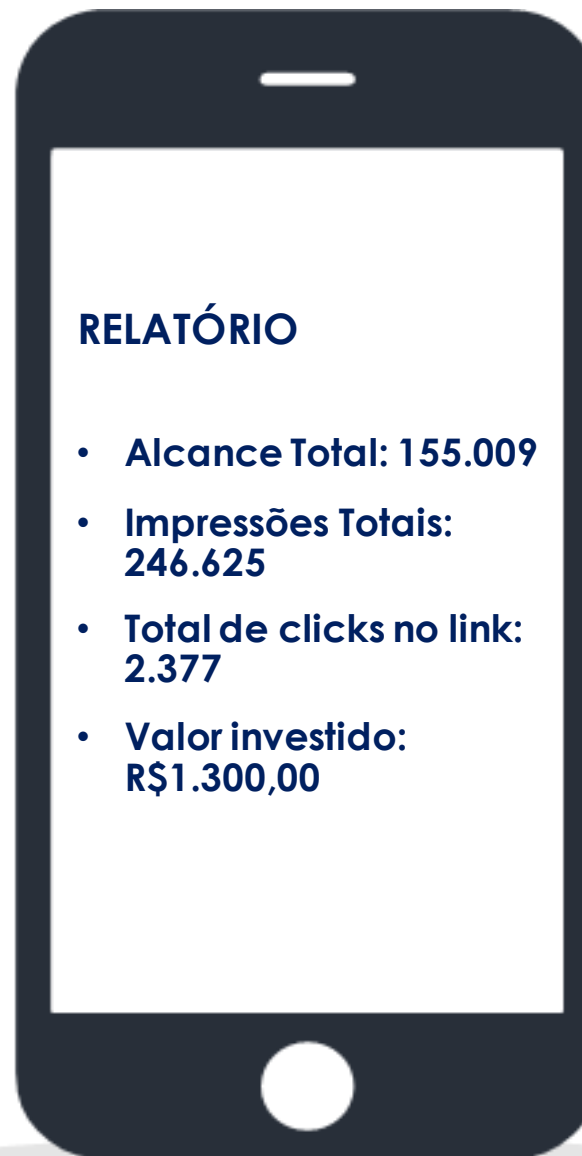 RELATÓRIO
• Alcance Total: 155.009
• Impressões Totais:
246.625
• Total de clicks no link:
2.377
• Valor investido:
R$1.300,00